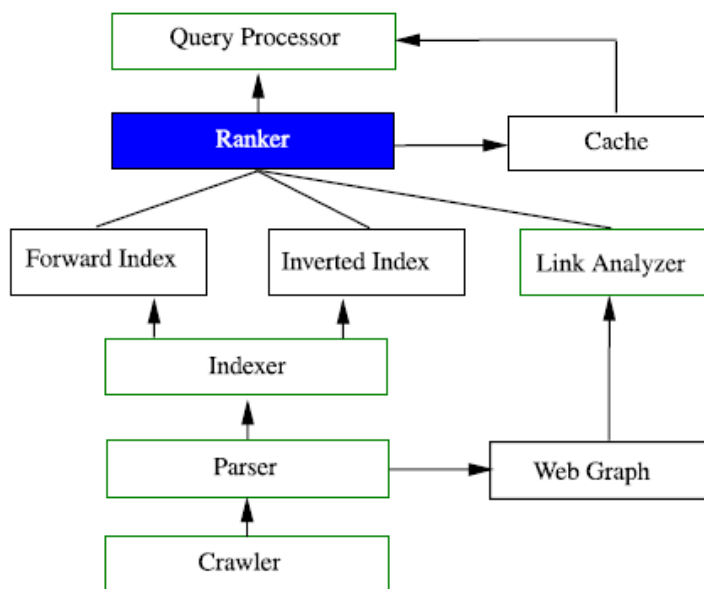 Query Processor
Ranker
Cache
Forward Index
Inverted Index
Link Analyzer
Indexer
Parser
Web Graph
Crawler